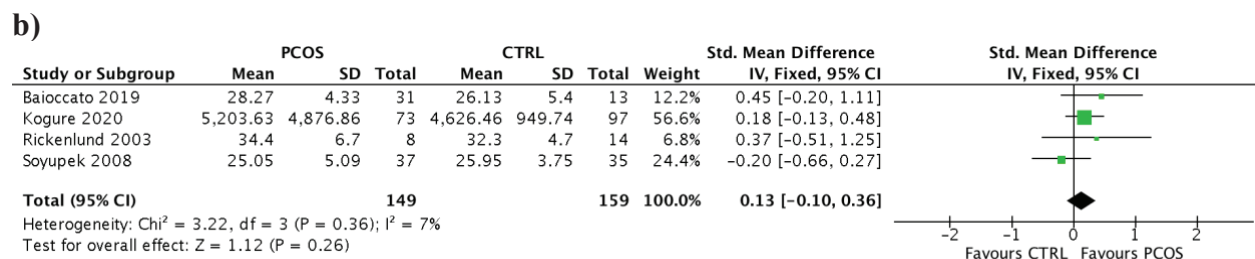 b)
PCOS CTRL Std. Mean Difference Std. Mean Difference
Study or Subgroup Mean SD Total Mean SD Total Weight IV, Fixed, 95% CI IV, Fixed, 95% CI
Baioccato 2019 28.27 4.33 31 26.13 5.4 13 12.2% 0.45 [-0.20, 1.11]
Kogure 2020 5,203.63 4,876.86 73 4,626.46 949.74 97 56.6% 0.18 [-0.13, 0.48]
Rickenlund 2003 34.4 6.7 8 32.3 4.7 14 6.8% 0.37 [-0.51, 1.25]
Soyupek 2008 25.05 5.09 37 25.95 3.75 35 24.4% -0.20 [-0.66, 0.27]
Total (95% CI) 149 159 100.0% 0.13 [-0.10, 0.36]
Heterogeneity: Chi² = 3.22, df = 3 (P = 0.36); I² = 7%
Test for overall effect: Z = 1.12 (P = 0.26)
-2 -1 0 1 2
Favours CTRL Favours PCOS